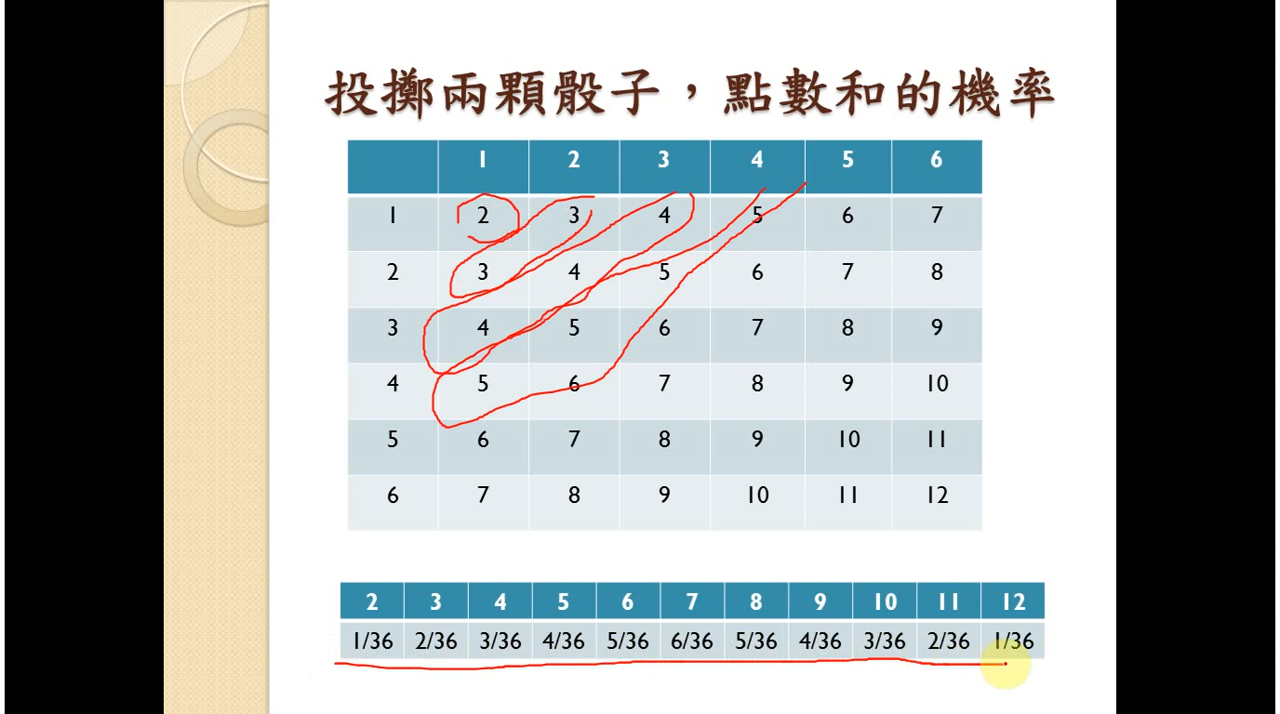 投擲兩顆骰子，點數和的機率
1 2 3 4 5 6
1 2 3 4 5 6 7
2 3 4 5 6 7 8
3 4 5 6 7 8 9
4 5 6 7 8 9 10
5 6 7 8 9 10 11
6 7 8 9 10 11 12
2 3 4 5 6 7 8 9 10 11 12
1/36 2/36 3/36 4/36 5/36 6/36 5/36 4/36 3/36 2/36 1/36